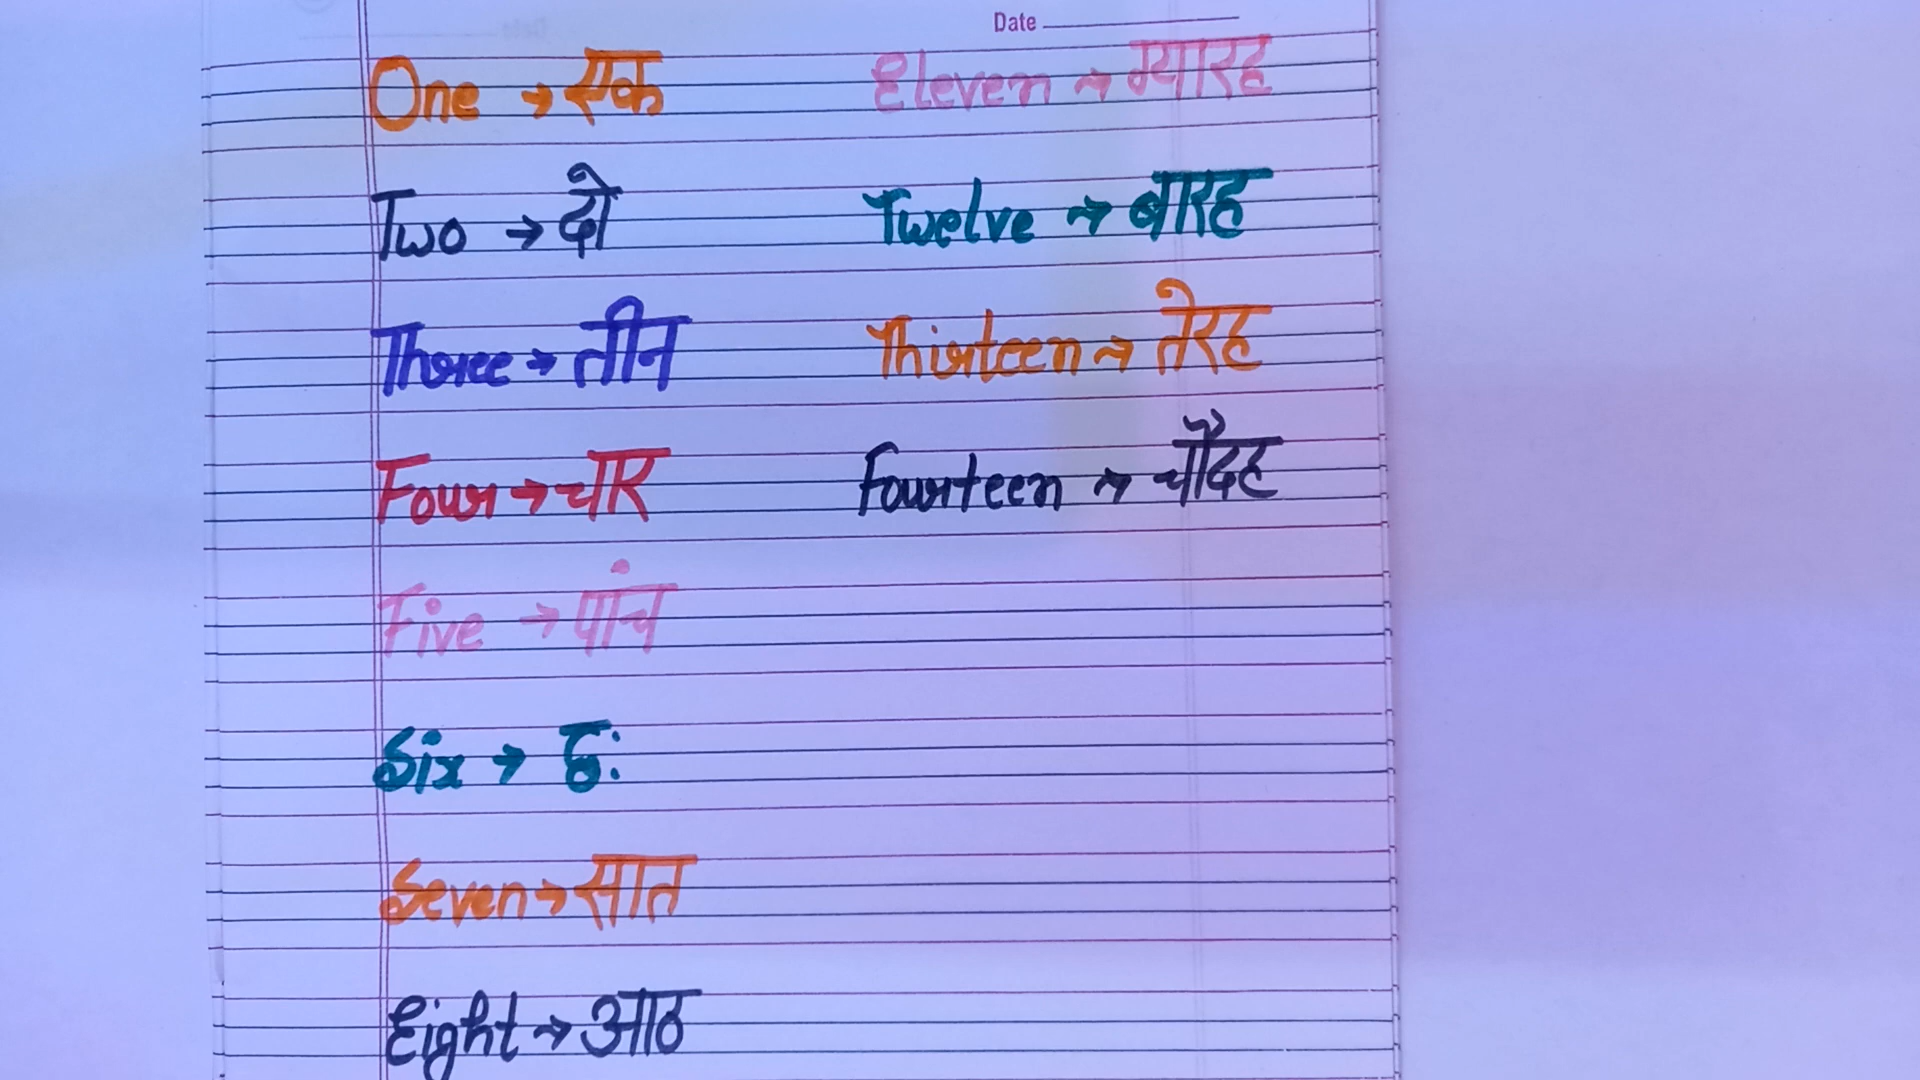 Date
One → एक
Two → दो
Three → तीन
Four → चार
Five → पांच
Six → छ:
Seven → सात
Eight → आठ
Eleven → ग्यारह
Twelve → बारह
Thirteen → तेरह
Fourteen → चौदह